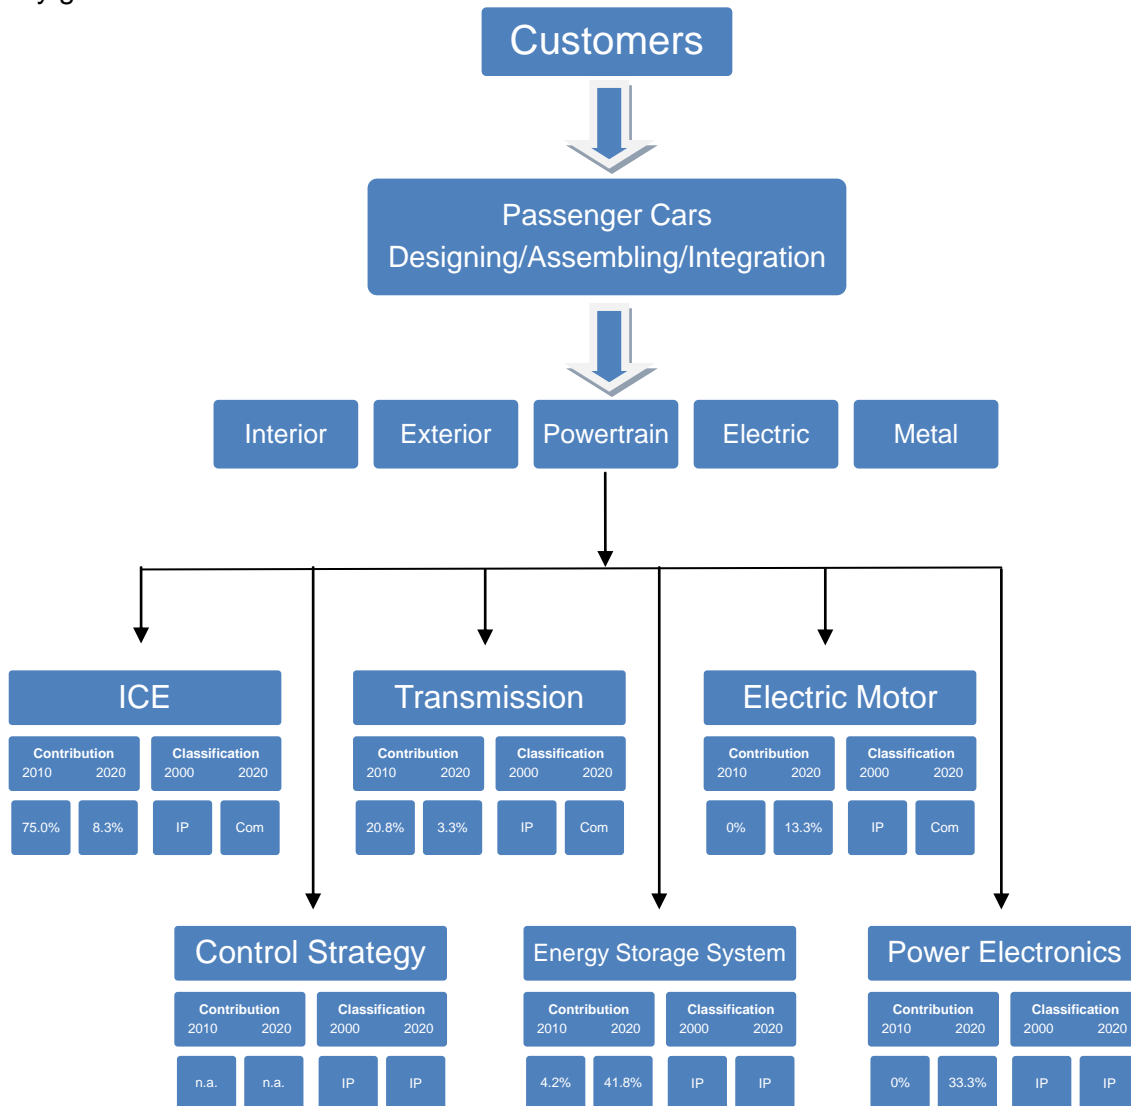 Customers
Passenger Cars
Designing/Assembling/Integration
Interior Exterior Powertrain Electric Metal
ICE Transmission Electric Motor
Contribution Classification Contribution Classification Contribution Classification
2010 2020 2000 2020 2010 2020 2000 2020 2010 2020 2000 2020
75.0% 8.3% IP Com 20.8% 3.3% IP Com 0% 13.3% IP Com
Control Strategy Energy Storage System Power Electronics
Contribution Classification Contribution Classification Contribution Classification
2010 2020 2000 2020 2010 2020 2000 2020 2010 2020 2000 2020
n.a. n.a. IP IP 4.2% 41.8% IP IP 0% 33.3% IP IP